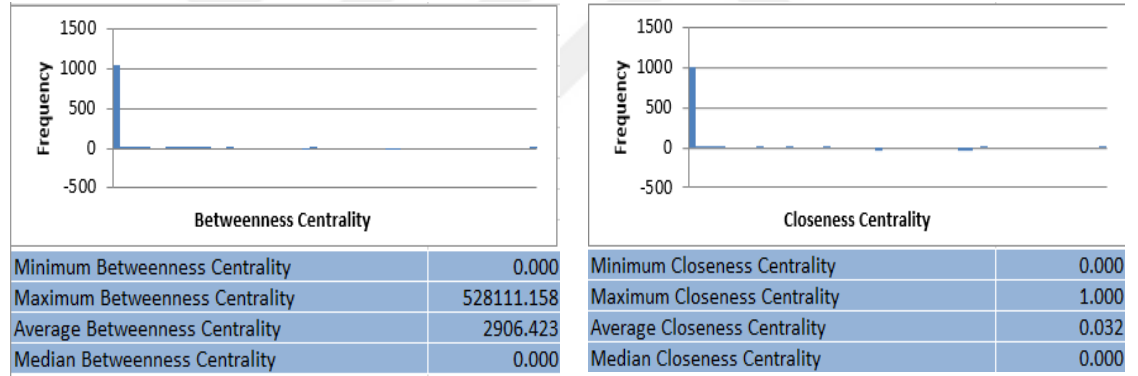 1500
1000
500
0
-500
Frequency
Betweenness Centrality
Minimum Betweenness Centrality 0.000
Maximum Betweenness Centrality 528111.158
Average Betweenness Centrality 2906.423
Median Betweenness Centrality 0.000
1500
1000
500
0
-500
Frequency
Closeness Centrality
Minimum Closeness Centrality 0.000
Maximum Closeness Centrality 1.000
Average Closeness Centrality 0.032
Median Closeness Centrality 0.000